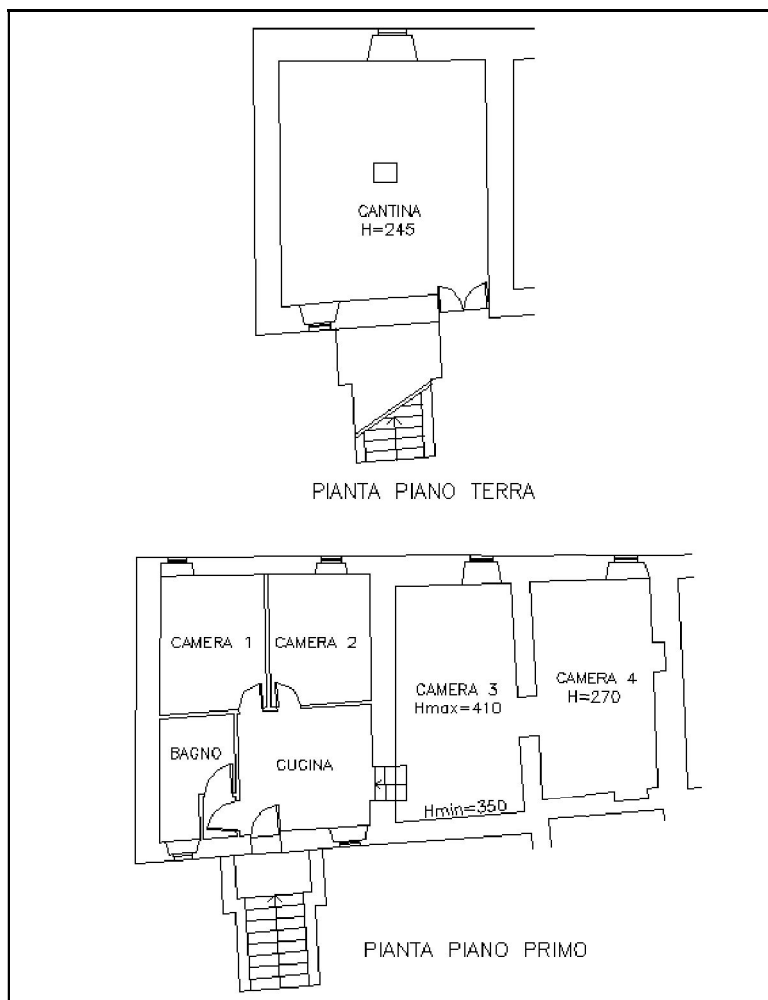 CANTINA
H=245
PIANTA PIANO TERRA
CAMERA 1
CAMERA 2
CAMERA 3
Hmax=410
CAMERA 4
H=270
BAGNO
CUCINA
Hmin=350
PIANTA PIANO PRIMO